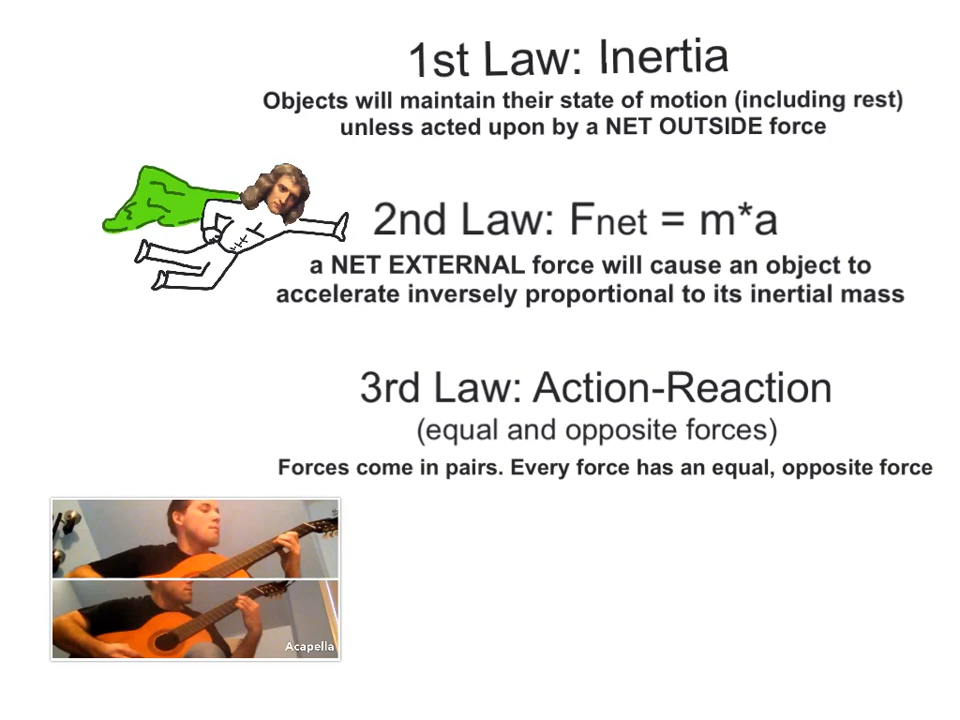 1st Law: Inertia
Objects will maintain their state of motion (including rest)
unless acted upon by a NET OUTSIDE force
2nd Law: Fnet = m*a
a NET EXTERNAL force will cause an object to
accelerate inversely proportional to its inertial mass
3rd Law: Action-Reaction
(equal and opposite forces)
Forces come in pairs. Every force has an equal, opposite force
Acapella